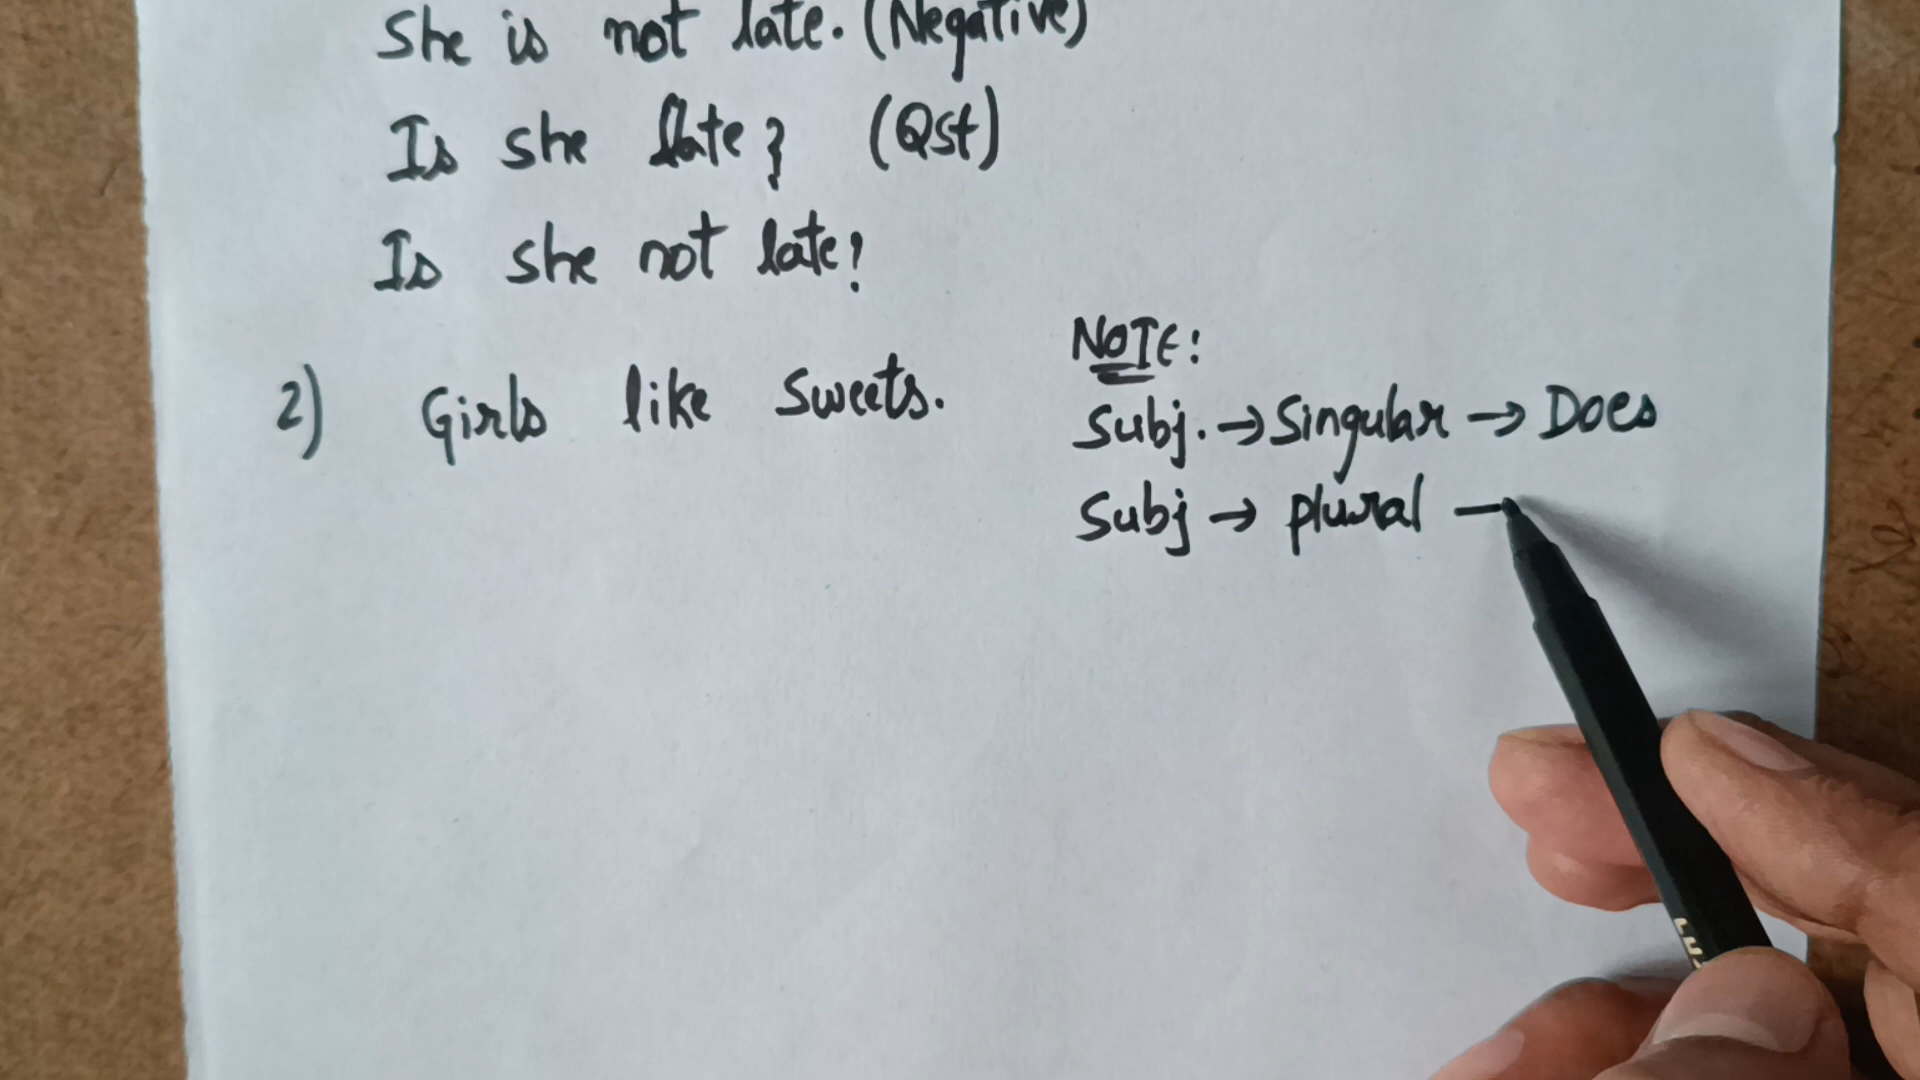 She is not late. (Negative)
Is she late? (Qst)
Is she not late?
2) Girls like sweets.
NOTE:
Subj. → Singular → Does
Subj → plural —